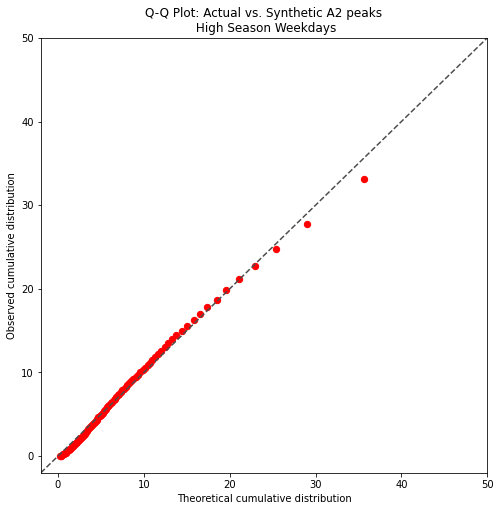 Q-Q Plot: Actual vs. Synthetic A2 peaks
High Season Weekdays
50
40
30
20
10
0
Observed cumulative distribution
0 10 20 30 40 50
Theoretical cumulative distribution